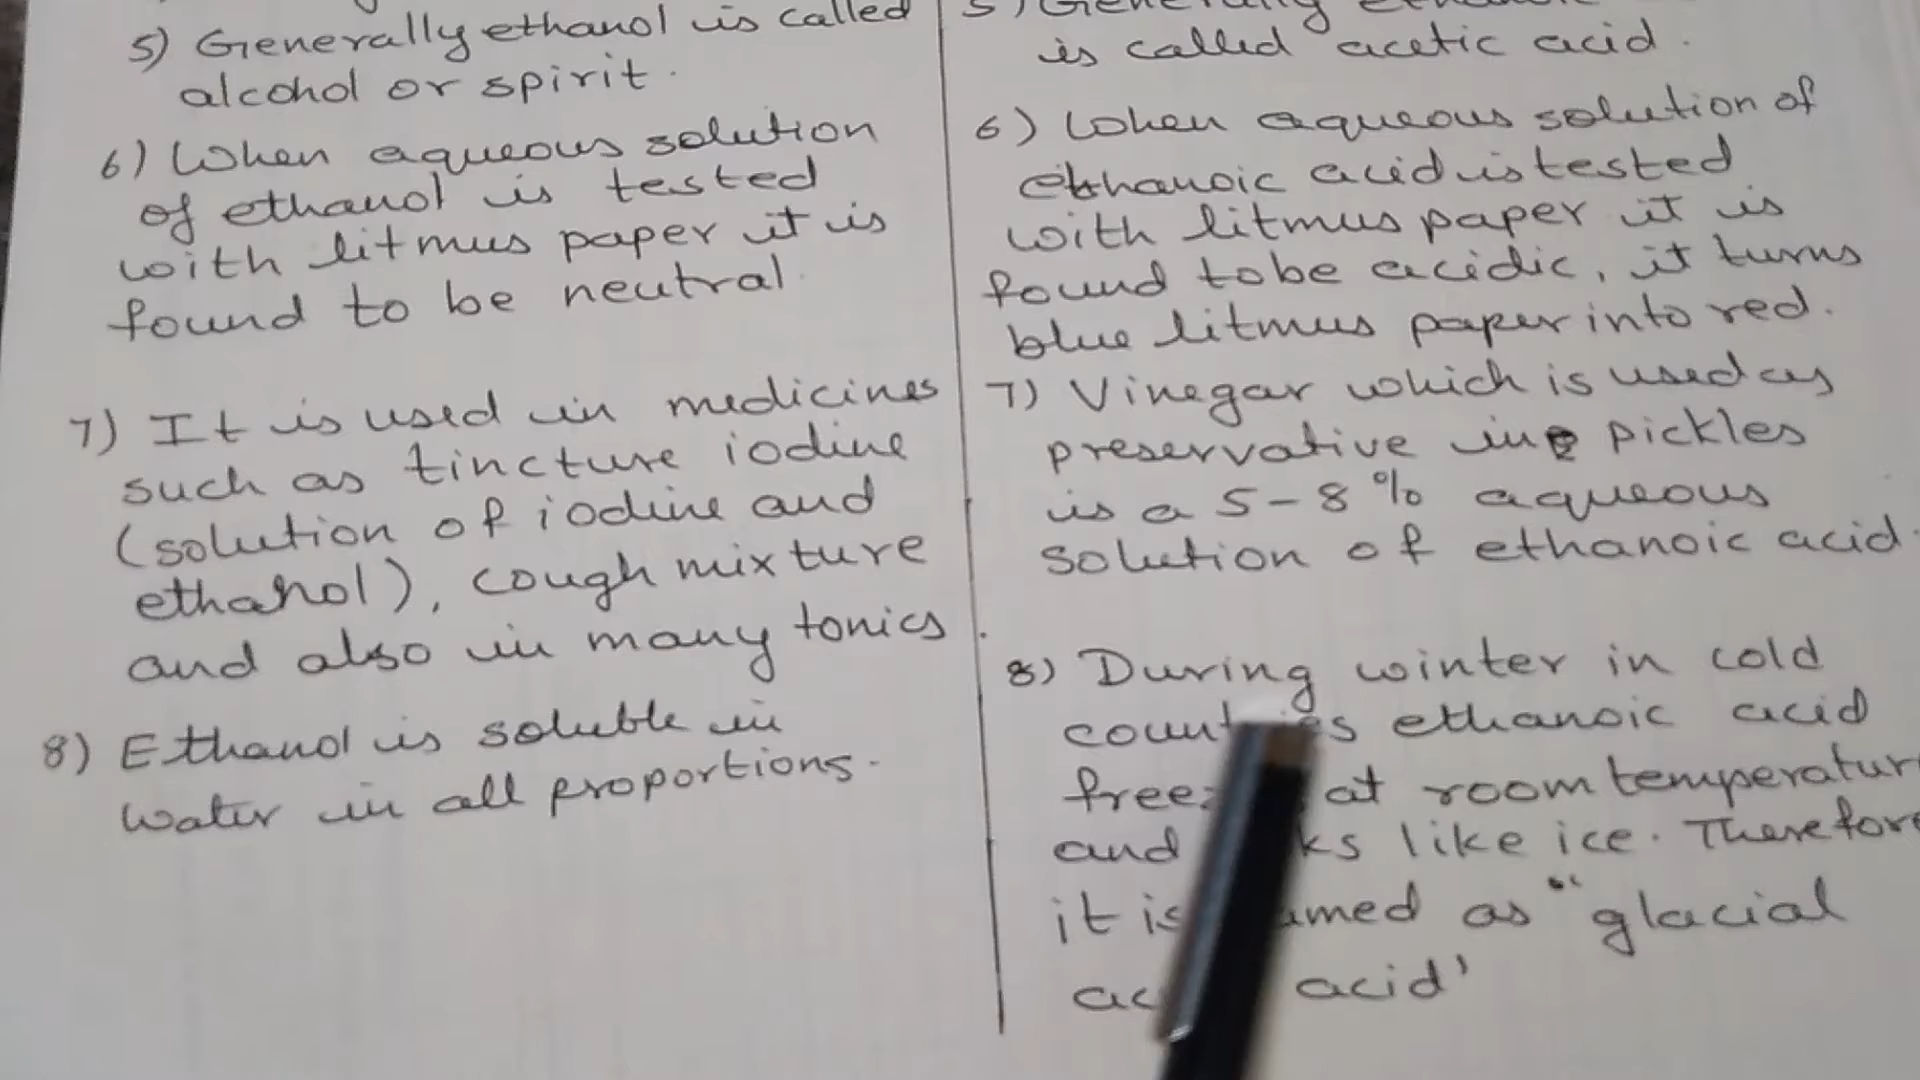 5) Generally ethanol is called
alcohol or spirit.
6) When aqueous solution
of ethanol is tested
with litmus paper it is
found to be neutral
7) It is used in medicines
such as tincture iodine
(solution of iodine and
ethanol), cough mixture
and also in many tonics.
8) Ethanol is soluble in
water in all proportions.
5) Generally
is called acetic acid.
6) When aqueous solution of
ethanoic acid is tested
with litmus paper it is
found to be acidic, it turns
blue litmus paper into red.
7) Vinegar which is used as
preservative in pickles
is a 5-8% aqueous
solution of ethanoic acid.
8) During winter in cold
ethanoic acid
at room temperatur
and like ice. Therefore
it is as "glacial
acid'